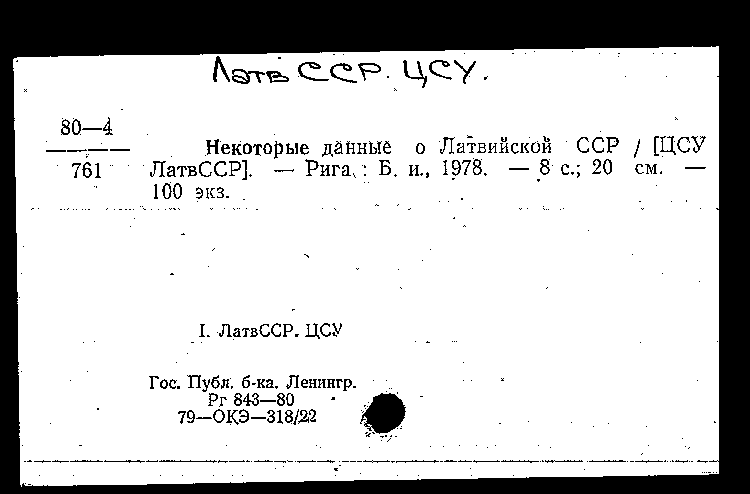 Латв ССР. ЦСУ.
80—4
761
Некоторые данные о Латвийской ССР / [ЦСУ
ЛатвССР]. — Рига : Б. и., 1978. — 8 с.; 20 см. —
100 экз.
I. ЛатвССР. ЦСУ
Гос. Публ. б-ка. Ленингр.
Рг 843—80
79—ОКЭ—318/22